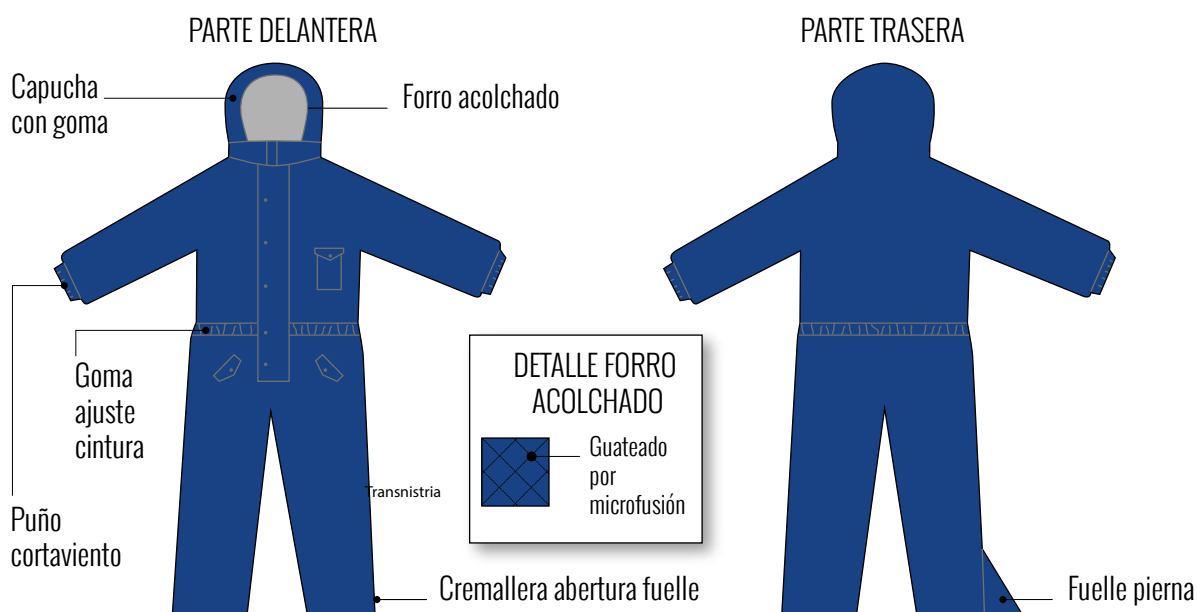 PARTE DELANTERA
PARTE TRASERA
Capucha
con goma
Forro acolchado
Goma
ajuste
cintura
Puño
cortaviento
DETALLE FORRO
ACOLCHADO
Guateado
por
microfusión
Transnistria
Cremallera abertura fuelle
Fuelle pierna